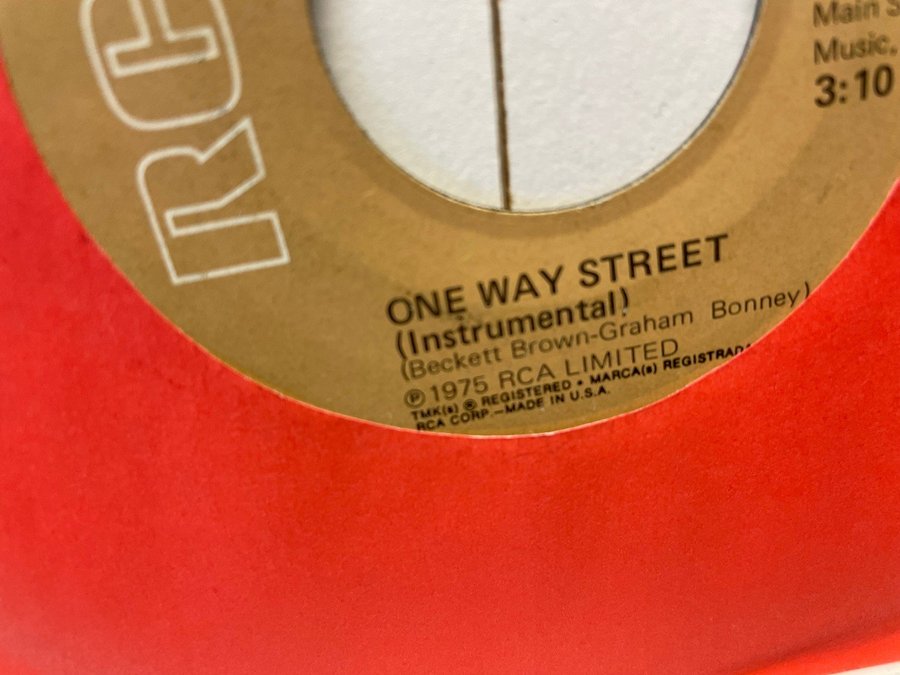 RC
Main S
Music.
3:10
ONE WAY STREET
(Instrumental)
(Beckett Brown-Graham Bonney)
℗ 1975 RCA LIMITED
TMK(s) ® REGISTERED • MARCA(s) REGISTRADA
RCA CORP.—MADE IN U.S.A.